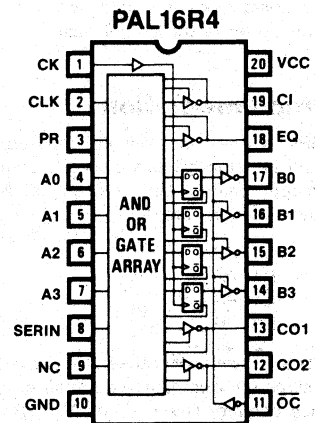 PAL16R4
CK 1 20 VCC
CLK 2 19 CI
PR 3 18 EQ
A0 4 D Q Q̅ 17 B0
A1 5 AND D Q Q̅ 16 B1
OR
A2 6 GATE D Q Q̅ 15 B2
ARRAY
A3 7 D Q Q̅ 14 B3
SERIN 8 13 CO1
NC 9 12 CO2
GND 10 11 O̅C̅